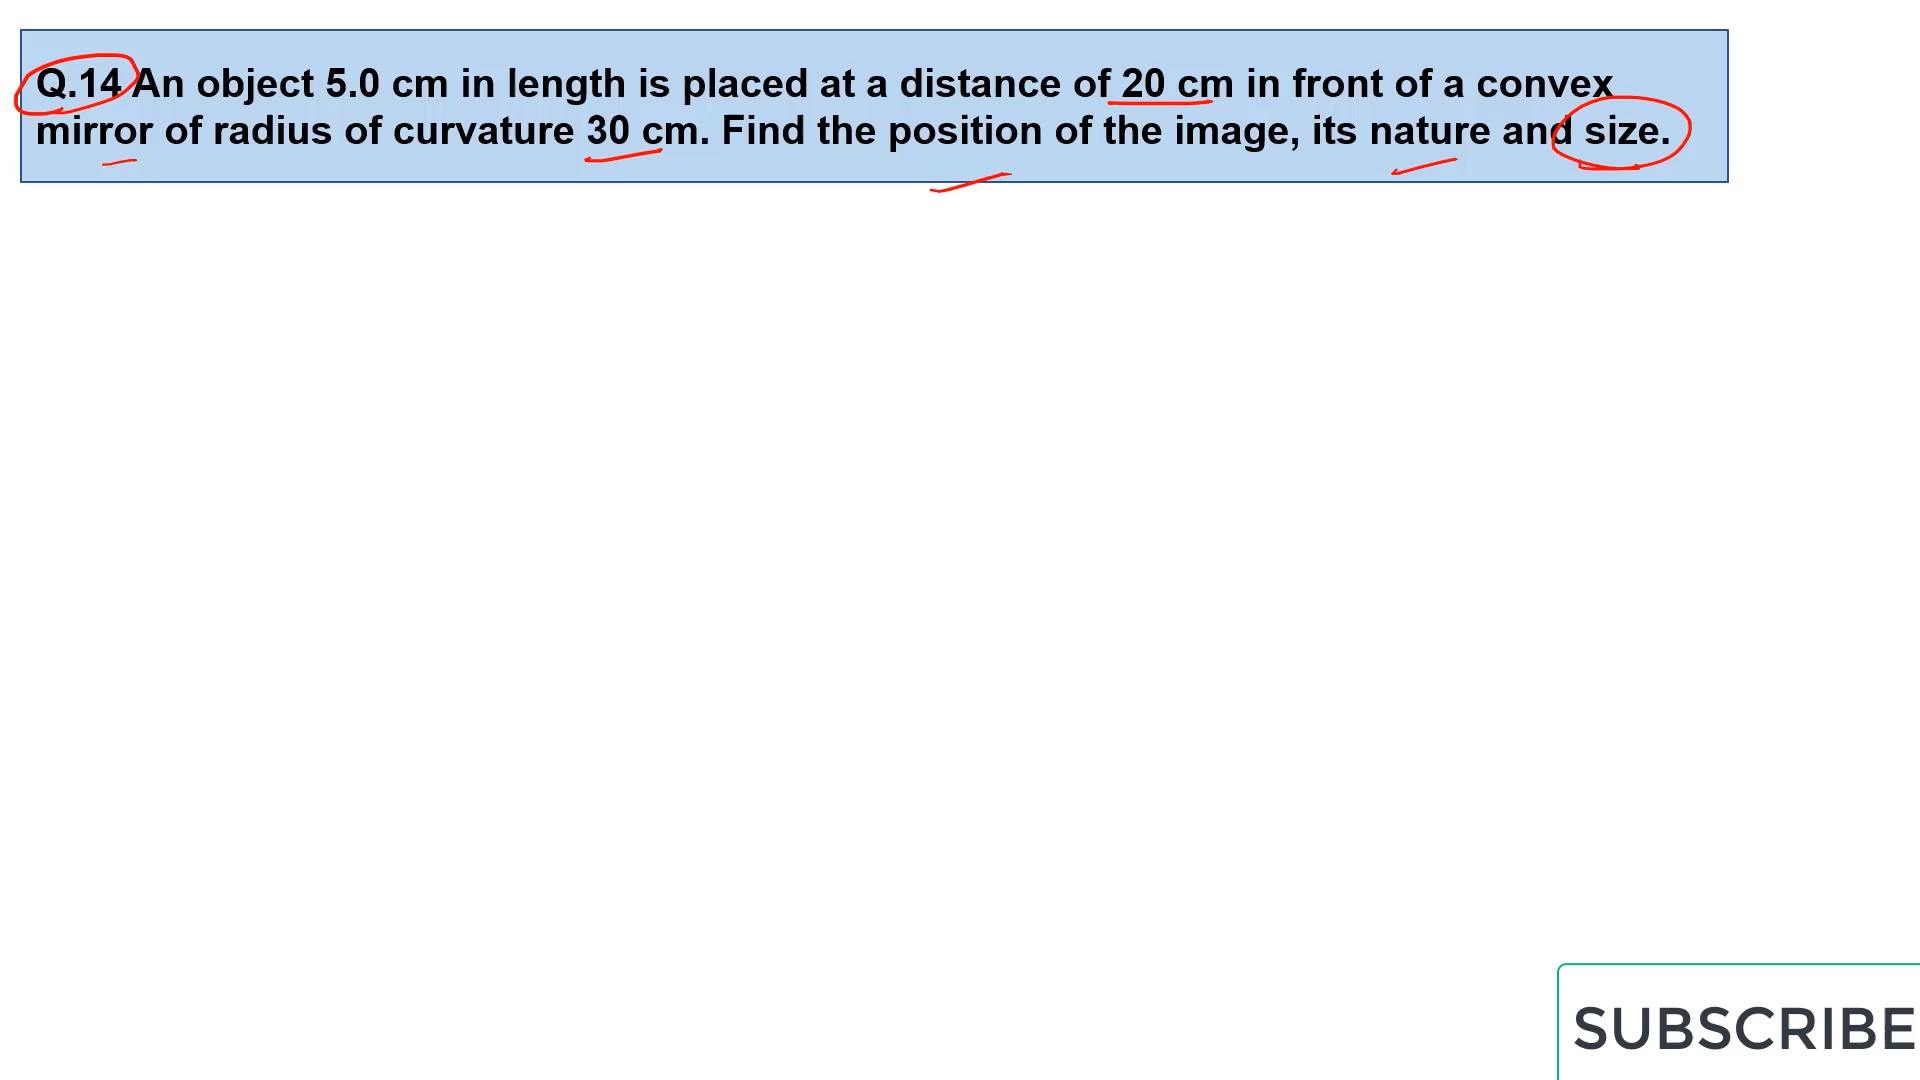 Q.14 An object 5.0 cm in length is placed at a distance of 20 cm in front of a convex
mirror of radius of curvature 30 cm. Find the position of the image, its nature and size.
SUBSCRIBE